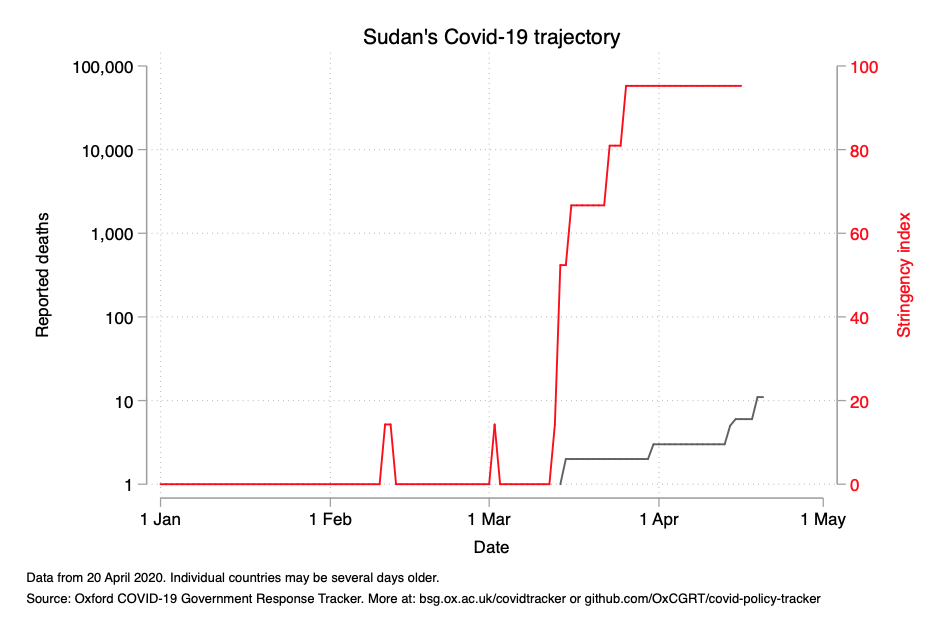 Sudan's Covid-19 trajectory
100,000
10,000
1,000
100
10
1
Reported deaths
100
80
60
40
20
0
Stringency index
1 Jan
1 Feb
1 Mar
1 Apr
1 May
Date
Data from 20 April 2020. Individual countries may be several days older.
Source: Oxford COVID-19 Government Response Tracker. More at: bsg.ox.ac.uk/covidtracker or github.com/OxCGRT/covid-policy-tracker